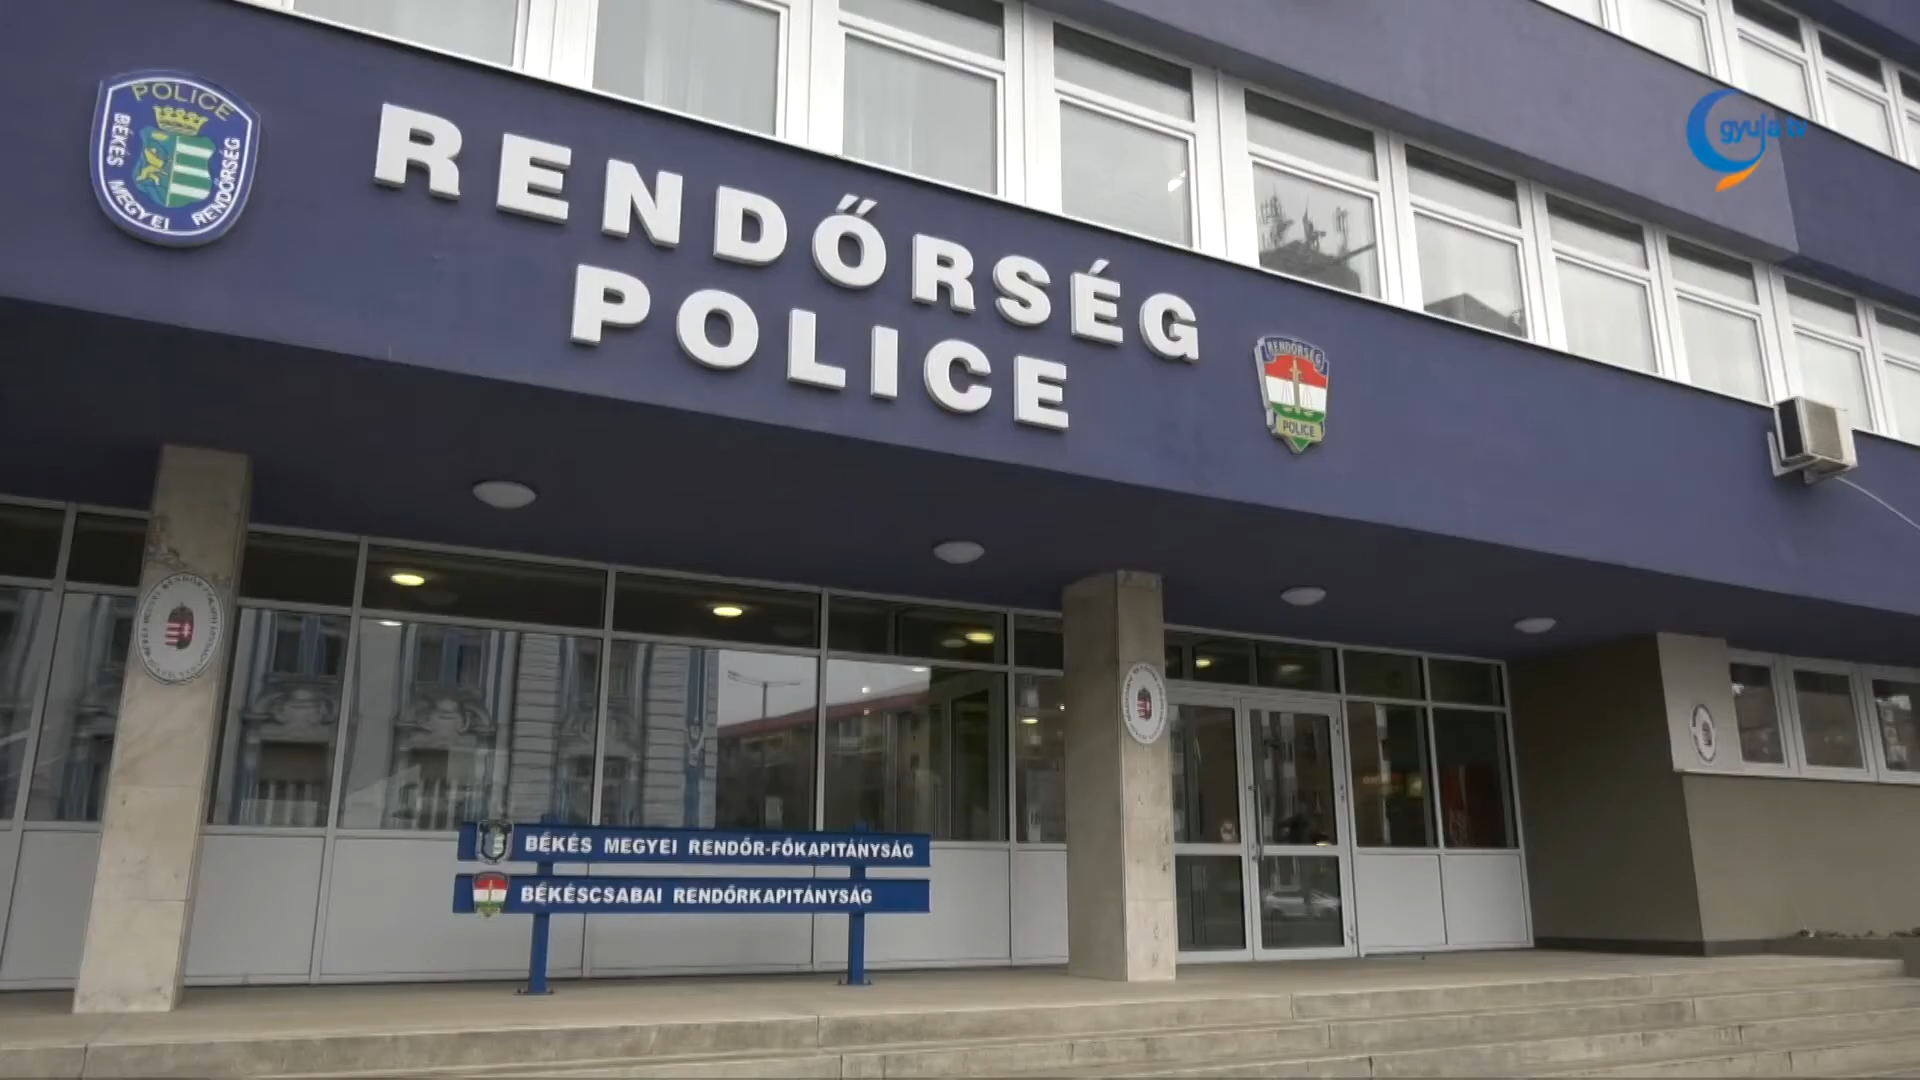 POLICE
BÉKÉS MEGYEI RENDŐRSÉG
RENDŐRSÉG
POLICE
gyula tv
RENDŐRSÉG
POLICE
BÉKÉS MEGYEI RENDŐR-FŐKAPITÁNYSÁG
BÉKÉSCSABAI RENDŐRKAPITÁNYSÁG